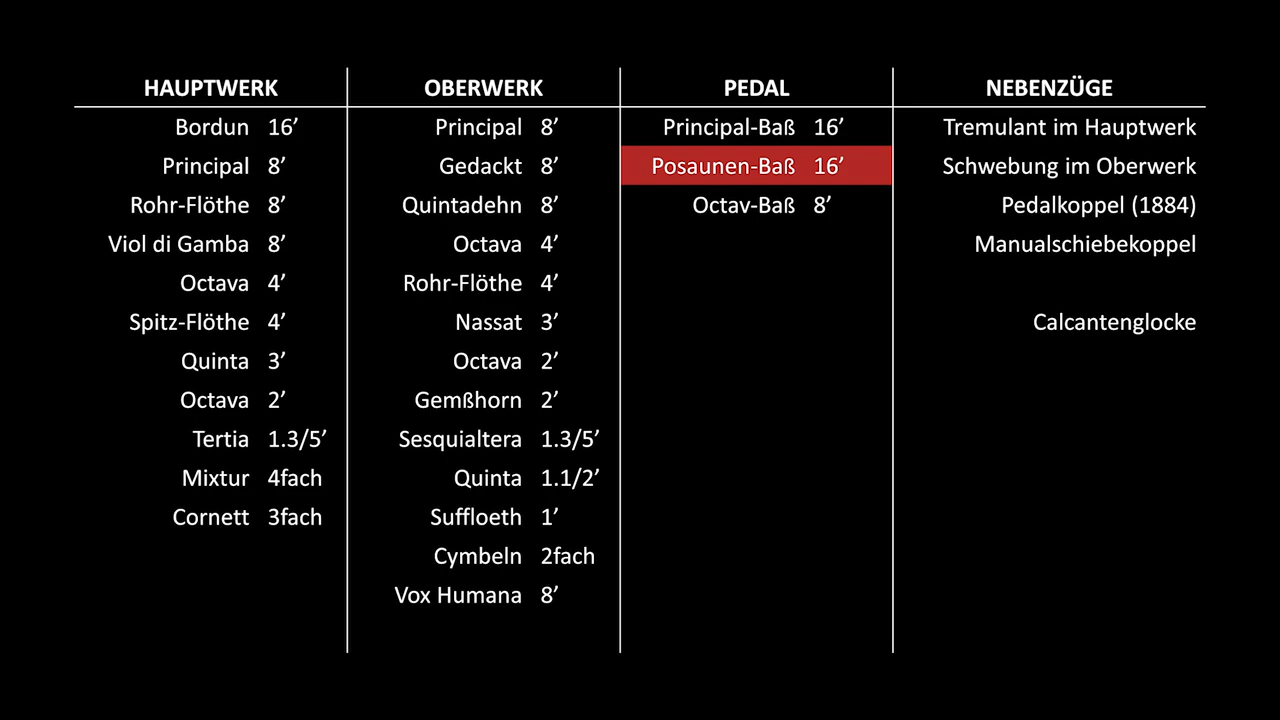 HAUPTWERK
Bordun 16’
Principal 8’
Rohr-Flöthe 8’
Viol di Gamba 8’
Octava 4’
Spitz-Flöthe 4’
Quinta 3’
Octava 2’
Tertia 1.3/5’
Mixtur 4fach
Cornett 3fach
OBERWERK
Principal 8’
Gedackt 8’
Quintadehn 8’
Octava 4’
Rohr-Flöthe 4’
Nassat 3’
Octava 2’
Gemßhorn 2’
Sesquialtera 1.3/5’
Quinta 1.1/2’
Suffloeth 1’
Cymbeln 2fach
Vox Humana 8’
PEDAL
Principal-Baß 16’
Posaunen-Baß 16’
Octav-Baß 8’
NEBENZÜGE
Tremulant im Hauptwerk
Schwebung im Oberwerk
Pedalkoppel (1884)
Manualschiebekoppel
Calcantenglocke